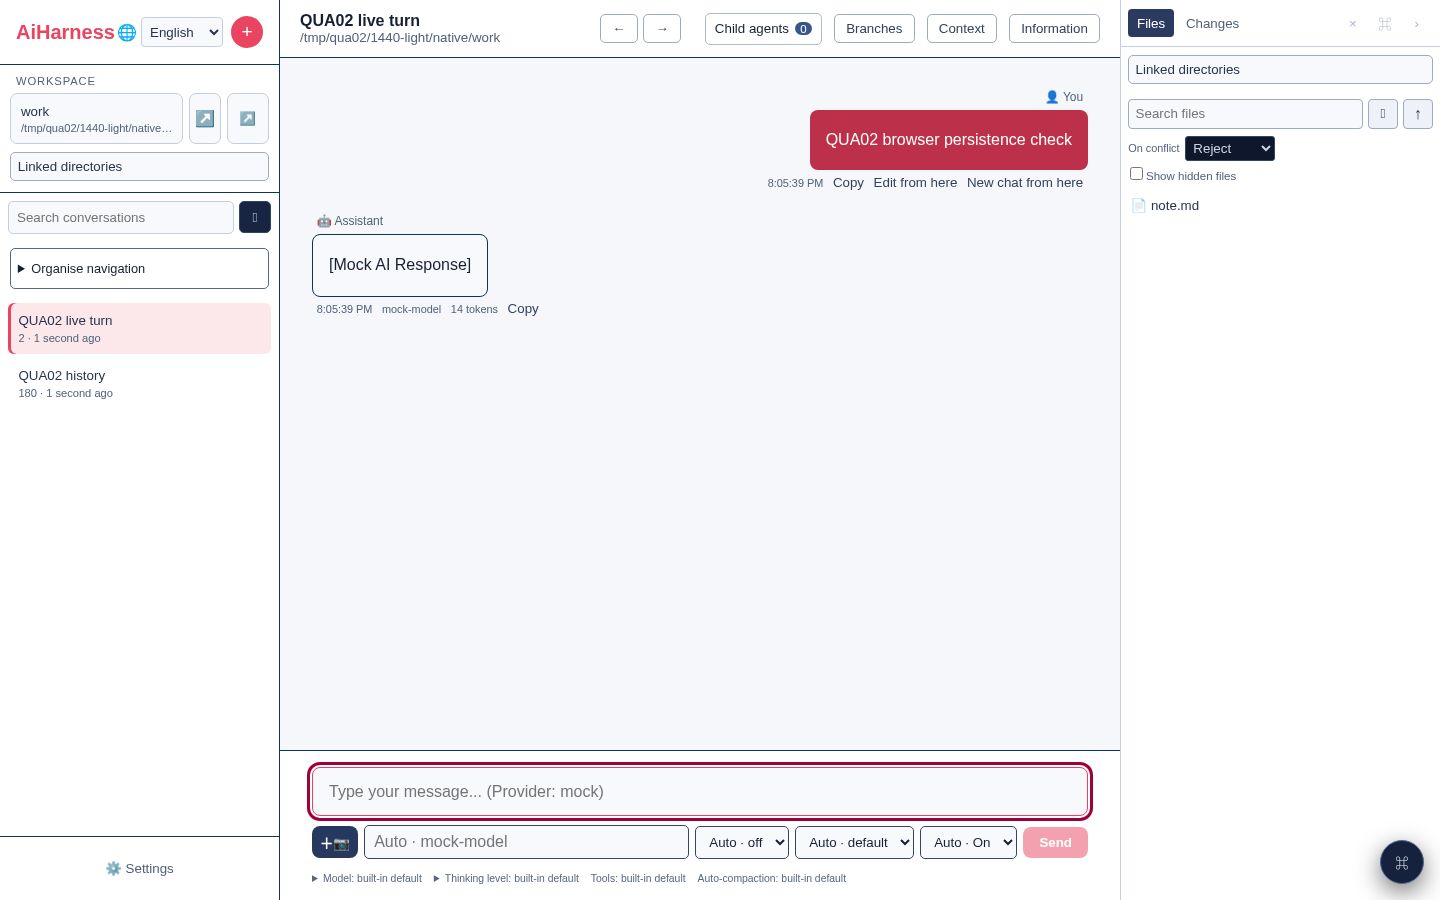 AiHarness
English
+
WORKSPACE
work
/tmp/qua02/1440-light/native…
Linked directories
Search conversations
Organise navigation
QUA02 live turn
2 · 1 second ago
QUA02 history
180 · 1 second ago
Settings
QUA02 live turn
/tmp/qua02/1440-light/native/work
← →
Child agents 0
Branches
Context
Information
You
QUA02 browser persistence check
8:05:39 PM Copy Edit from here New chat from here
Assistant
[Mock AI Response]
8:05:39 PM mock-model 14 tokens Copy
Type your message... (Provider: mock)
Auto · mock-model
Auto · off
Auto · default
Auto · On
Send
Model: built-in default Thinking level: built-in default Tools: built-in default Auto-compaction: built-in default
Files
Changes
× ⌘ ›
Linked directories
Search files
↑
On conflict Reject
Show hidden files
note.md
⌘